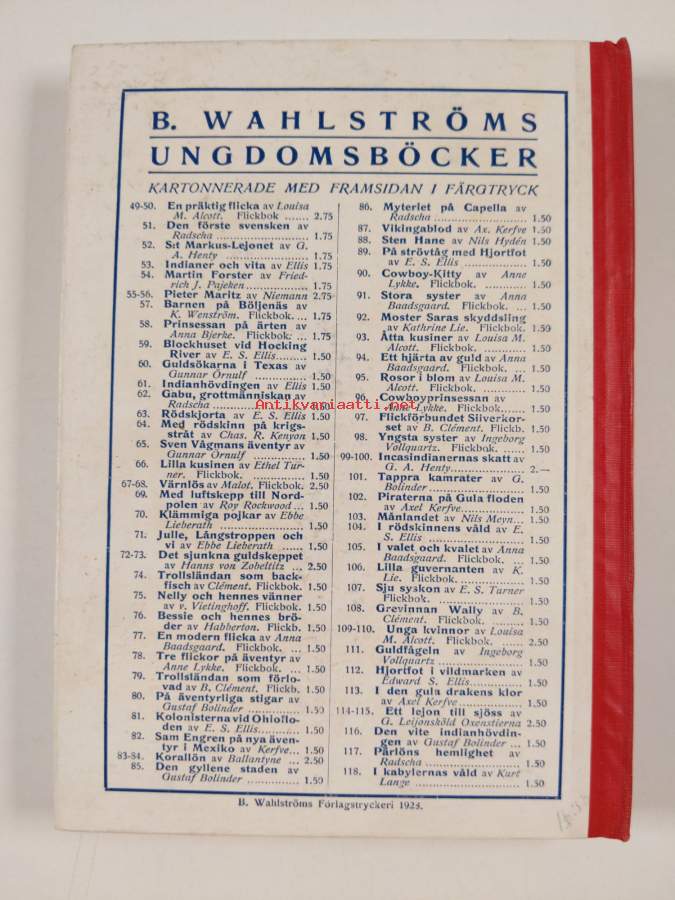 B. WAHLSTRÖMS
UNGDOMSBÖCKER
KARTONNERADE MED FRAMSIDAN I FÄRGTRYCK
49-50. En präktig flicka av Louisa
M. Alcott. Flickbok ....... 2.75
51. Den förste svensken av
Radscha .................. 1.75
52. S:t Markus-Lejonet av G.
A. Henty .................. 1.75
53. Indianer och vita av Ellis 1.75
54. Martin Forster av Fried-
rich J. Pajeken............ 1.75
55-56. Pieter Maritz av Niemann 2.75
57. Barnen på Böljenäs av
K. Wenström. Flickbok.... 1.75
58. Prinsessan på ärten av
Anna Bjerke. Flickbok.... 1.75
59. Blockhuset vid Hocking
River av E. S. Ellis........ 1.50
60. Guldsökarna i Texas av
Gunnar Örnulf ............ 1.50
61. Indianhövdingen av Ellis 1.50
62. Gabu, grottmänniskan av
Radscha .................. 1.50
63. Rödskjorta av E. S. Ellis 1.50
64. Med rödskinn på krigs-
stråt av Chas. R. Kenyon 1.50
65. Sven Vågmans äventyr av
Gunnar Örnulf ............ 1.50
66. Lilla kusinen av Ethel Tur-
ner. Flickbok. ............ 1.50
67-68. Värnlös av Malot. Flickbok. 2.50
69. Med luftskepp till Nord-
polen av Roy Rockwood... 1.50
70. Klämmiga pojkar av Ebbe
Lieberath .................. 1.50
71. Julle, Långstroppen och
vi av Ebbe Lieberath ...... 1.50
72-73. Det sjunkna guldskeppet
av Hanns von Zobeltitz ... 2.50
74. Trollsländan som back-
fisch av Clément. Flickbok. 1.50
75. Nelly och hennes vänner
av v. Vietinghoff. Flickbok. 1.50
76. Bessie och hennes brö-
der av Habberton. Flickb. 1.50
77. En modern flicka av Anna
Baadsgaard. Flickbok...... 1.50
78. Tre flickor på äventyr av
Anne Lykke. Flickbok..... 1.50
79. Trollsländan som förlo-
vad av B. Clément. Flickb. 1.50
80. På äventyrliga stigar av
Gustaf Bolinder ............ 1.50
81. Kolonisterna vid Ohioflo-
den av E. S. Ellis.......... 1.50
82. Sam Engren på nya även-
tyr i Mexiko av Kerfve... 1.50
83-84. Korallön av Ballantyne ... 2.50
85. Den gyllene staden av
Gustaf Bolinder ............ 1.50
86. Myteriet på Capella av
Radscha .................. 1.50
87. Vikingablod av Ax. Kerfve 1.50
88. Sten Hane av Nils Hydén 1.50
89. På strövtåg med Hjortfot
av E. S. Ellis .............. 1.50
90. Cowboy-Kitty av Anne
Lykke. Flickbok. .......... 1.50
91. Stora syster av Anna
Baadsgaard. Flickbok. .... 1.50
92. Moster Saras skyddsling
av Kathrine Lie. Flickbok. 1.50
93. Åtta kusiner av Louisa M.
Alcott. Flickbok. .......... 1.50
94. Ett hjärta av guld av Anna
Baadsgaard. Flickbok. .... 1.50
95. Rosor i blom av Louisa M.
Alcott. Flickbok. .......... 1.50
96. Cowboyprinsessan av
Anne Lykke. Flickbok...... 1.50
97. Flickförbundet Silverkor-
set av B. Clément. Flickb. 1.50
98. Yngsta syster av Ingeborg
Vollquartz. Flickbok. ...... 1.50
99-100. Incasindianernas skatt av
G. A. Henty................ 2.—
101. Tappra kamrater av G.
Bolinder .................. 1.50
102. Piraterna på Gula floden
av Axel Kerfve............ 1.50
103. Månlandet av Nils Meyn... 1.50
104. I rödskinnens våld av E.
S. Ellis .................... 1.50
105. I valet och kvalet av Anna
Baadsgaard. Flickbok. .... 1.50
106. Lilla guvernanten av K.
Lie. Flickbok. ............ 1.50
107. Sju syskon av E. S. Turner
Flickbok. .................. 1.50
108. Grevinnan Wally av B.
Clément. Flickbok. ........ 1.50
109-110. Unga kvinnor av Louisa
M. Alcott. Flickbok. ...... 2.50
111. Guldfågeln av Ingeborg
Vollquartz ................ 1.50
112. Hjortfot i vildmarken av
Edward S. Ellis............ 1.50
113. I den gula drakens klor
av Axel Kerfve............ 1.50
114-115. Ett lejon till sjöss av
G. Leijonsköld Oxenstierna 2.50
116. Den vite indianhövdin-
gen av Gustaf Bolinder ... 1.50
117. Pärlöns hemlighet av
Radscha .................. 1.50
118. I kabylernas våld av Kurt
Lange ...................... 1.50
B. Wahlströms Förlagstryckeri 1923.
Antikvariaatti.net